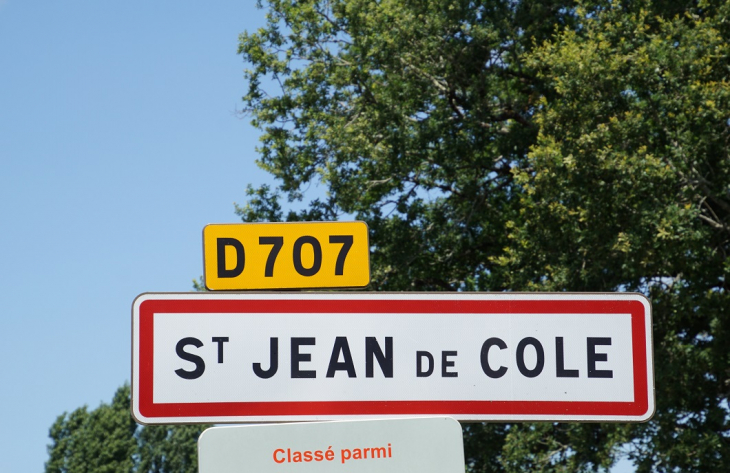 D707
ST JEAN DE COLE
Classé parmi